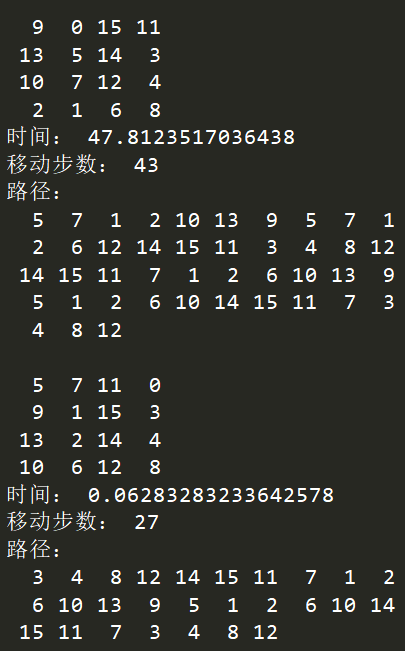 9 0 15 11
13 5 14 3
10 7 12 4
2 1 6 8
时间： 47.8123517036438
移动步数： 43
路径：
5 7 1 2 10 13 9 5 7 1
2 6 12 14 15 11 3 4 8 12
14 15 11 7 1 2 6 10 13 9
5 1 2 6 10 14 15 11 7 3
4 8 12
5 7 11 0
9 1 15 3
13 2 14 4
10 6 12 8
时间： 0.06283283233642578
移动步数： 27
路径：
3 4 8 12 14 15 11 7 1 2
6 10 13 9 5 1 2 6 10 14
15 11 7 3 4 8 12